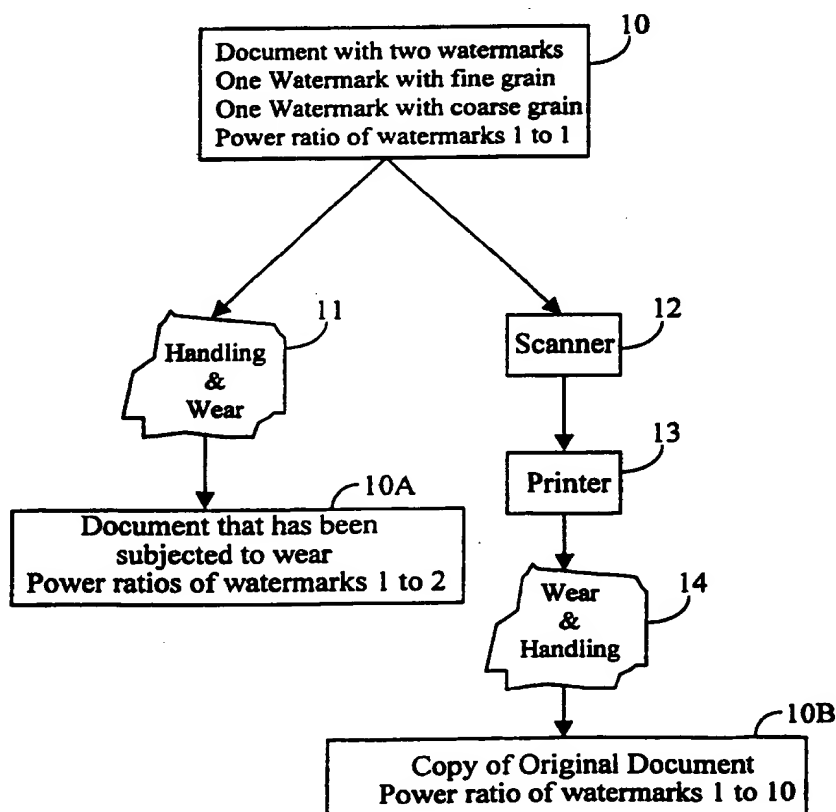 10
Document with two watermarks
One Watermark with fine grain
One Watermark with coarse grain
Power ratio of watermarks 1 to 1
11
Handling
&
Wear
12
Scanner
13
Printer
10A
Document that has been
subjected to wear
Power ratios of watermarks 1 to 2
14
Wear
&
Handling
10B
Copy of Original Document
Power ratio of watermarks 1 to 10